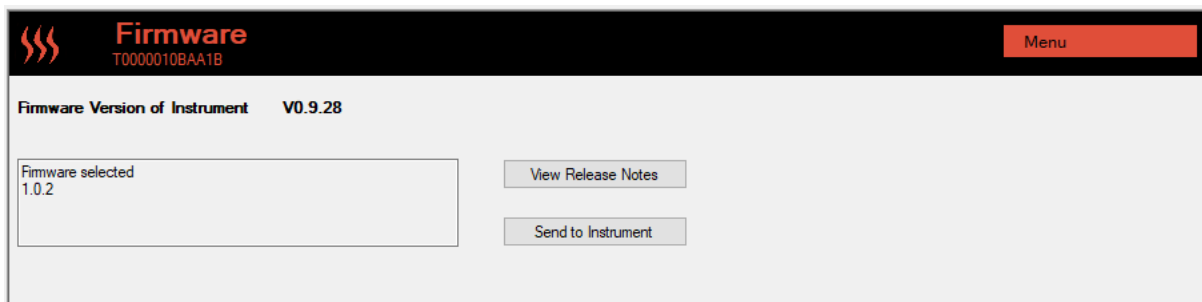 Firmware
T0000010BAA1B
Menu
Firmware Version of Instrument V0.9.28
Firmware selected
1.0.2
View Release Notes
Send to Instrument